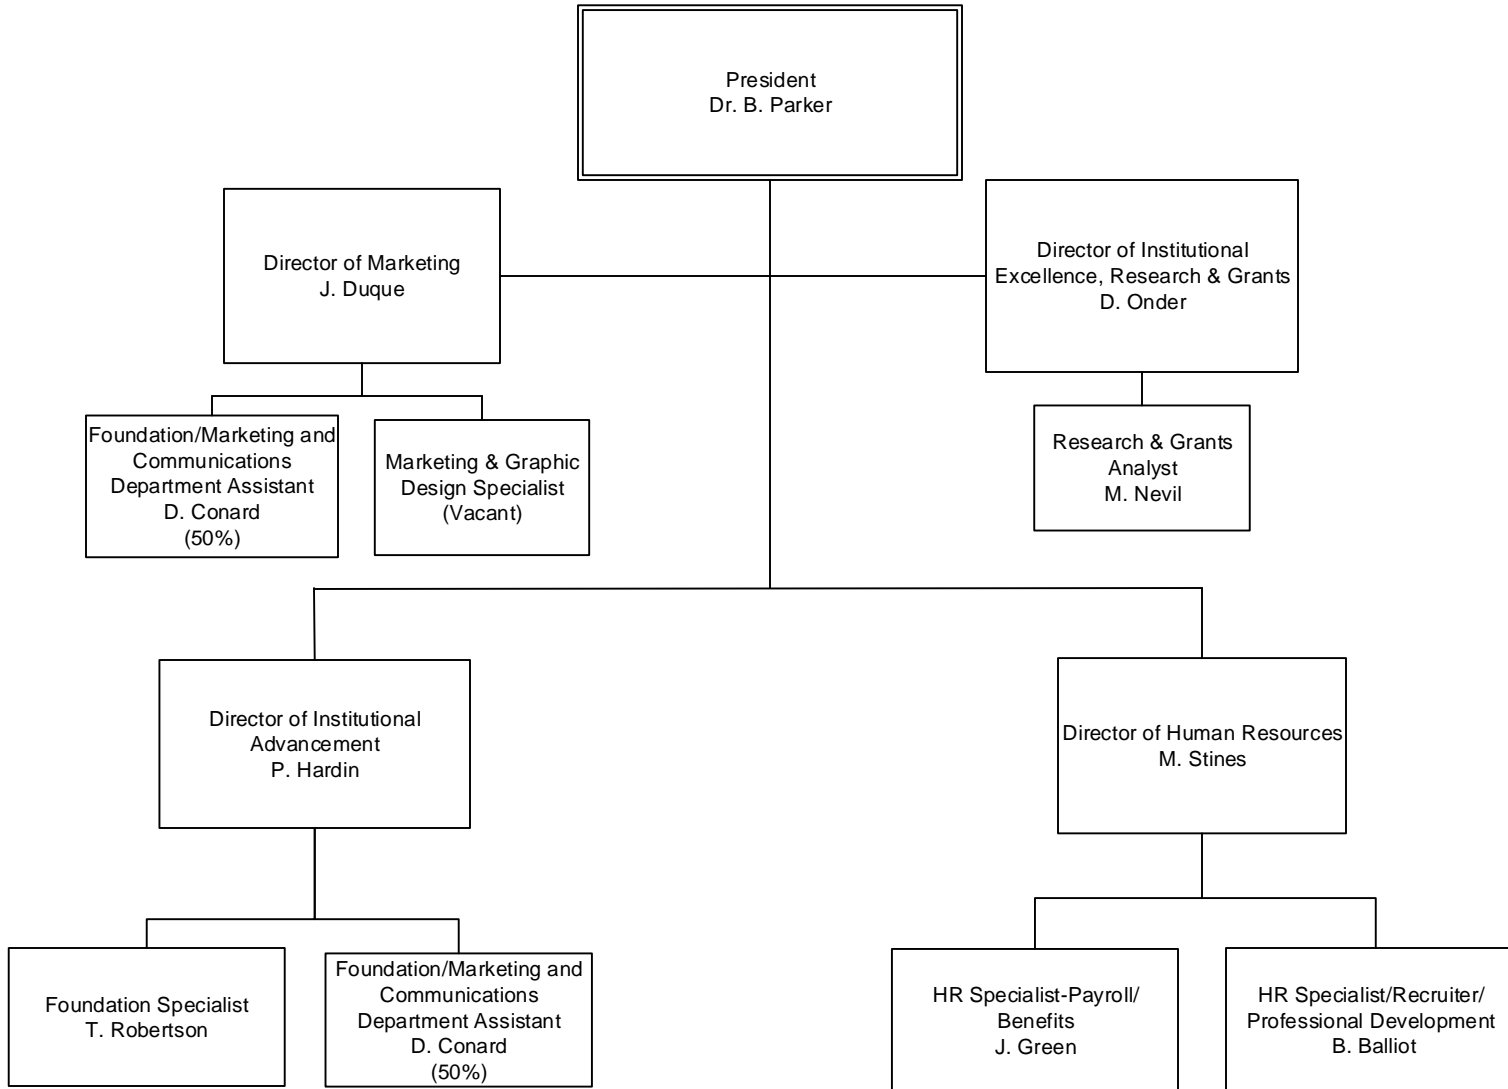 President
Dr. B. Parker
Director of Marketing
J. Duque
Director of Institutional
Excellence, Research & Grants
D. Onder
Foundation/Marketing and
Communications
Department Assistant
D. Conard
(50%)
Marketing & Graphic
Design Specialist
(Vacant)
Research & Grants
Analyst
M. Nevil
Director of Institutional
Advancement
P. Hardin
Director of Human Resources
M. Stines
Foundation Specialist
T. Robertson
Foundation/Marketing and
Communications
Department Assistant
D. Conard
(50%)
HR Specialist-Payroll/
Benefits
J. Green
HR Specialist/Recruiter/
Professional Development
B. Balliot